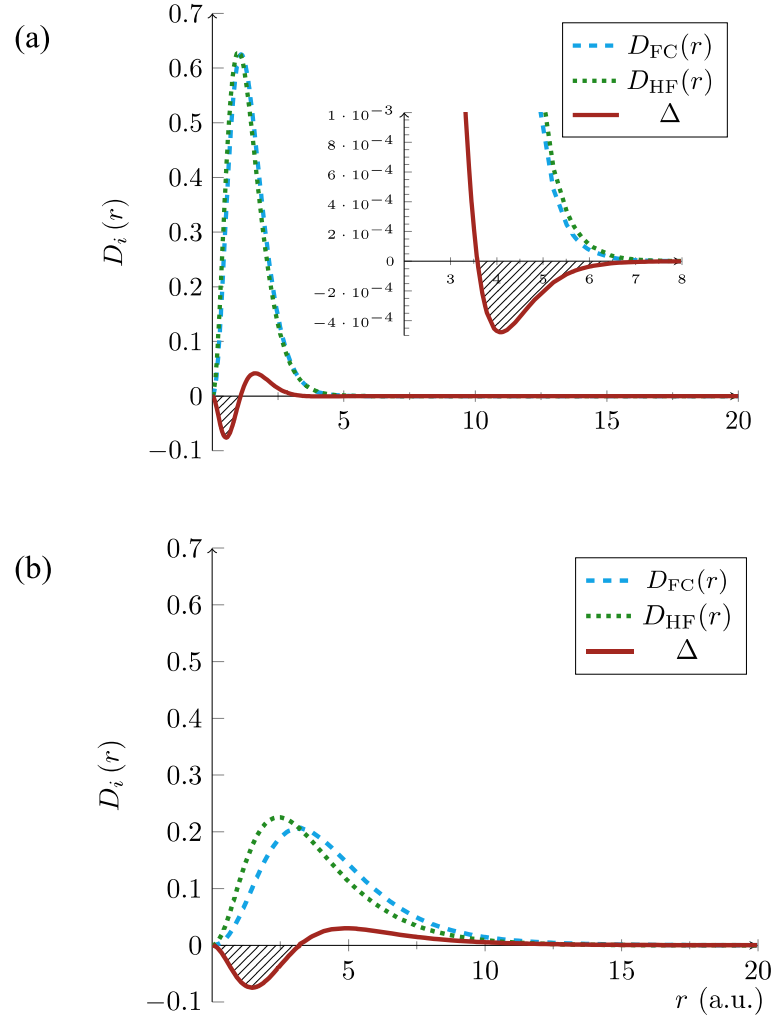 (a)
D_i (r)
0.7
0.6
0.5
0.4
0.3
0.2
0.1
0
−0.1
5
10
15
20
D_FC(r)
D_HF(r)
Δ
1 · 10^−3
8 · 10^−4
6 · 10^−4
4 · 10^−4
2 · 10^−4
0
−2 · 10^−4
−4 · 10^−4
3
4
5
6
7
8
(b)
D_i (r)
0.7
0.6
0.5
0.4
0.3
0.2
0.1
0
−0.1
5
10
15
20
r (a.u.)
D_FC(r)
D_HF(r)
Δ